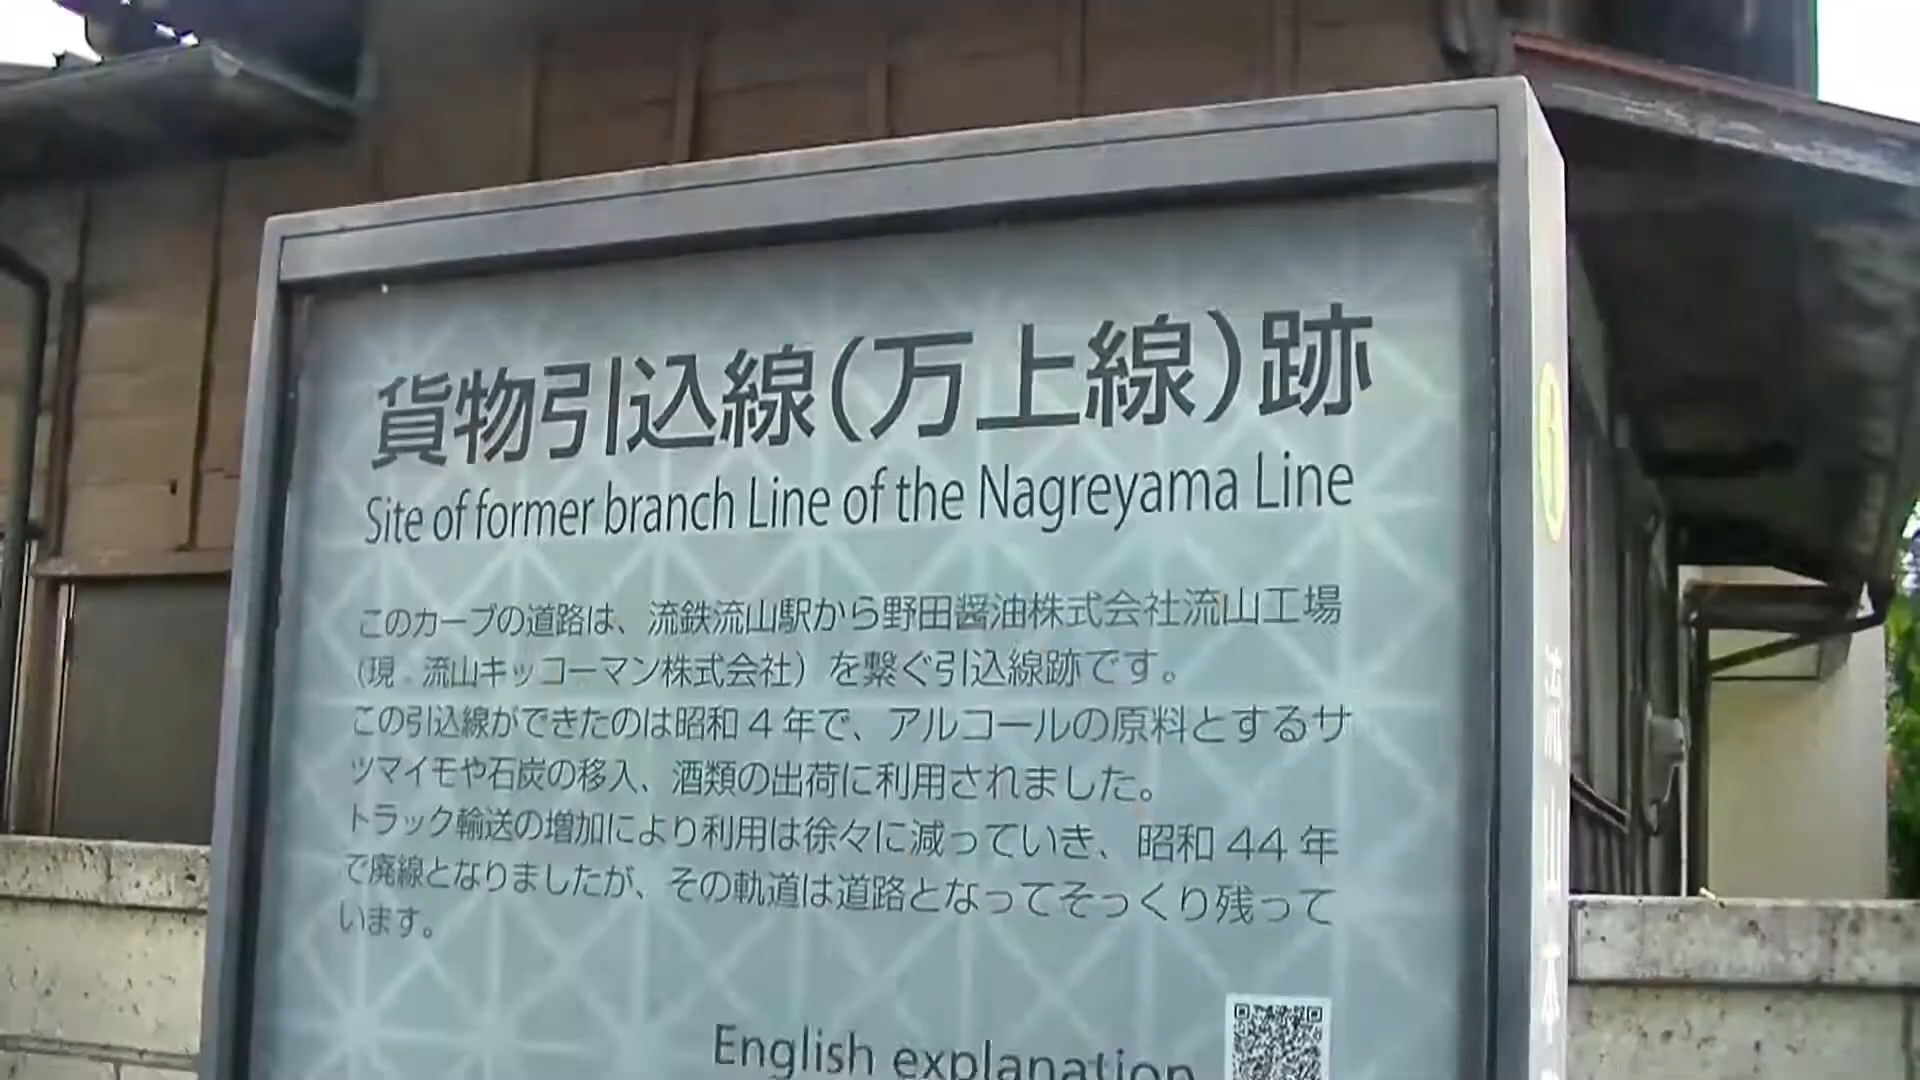 貨物引込線(万上線)跡
Site of former branch Line of the Nagreyama Line
このカーブの道路は、流鉄流山駅から野田醤油株式会社流山工場
(現.流山キッコーマン株式会社)を繋ぐ引込線跡です。
この引込線ができたのは昭和4年で、アルコールの原料とするサ
ツマイモや石炭の移入、酒類の出荷に利用されました。
トラック輸送の増加により利用は徐々に減っていき、昭和44年
で廃線となりましたが、その軌道は道路となってそっくり残って
います。
English explanation
流山本